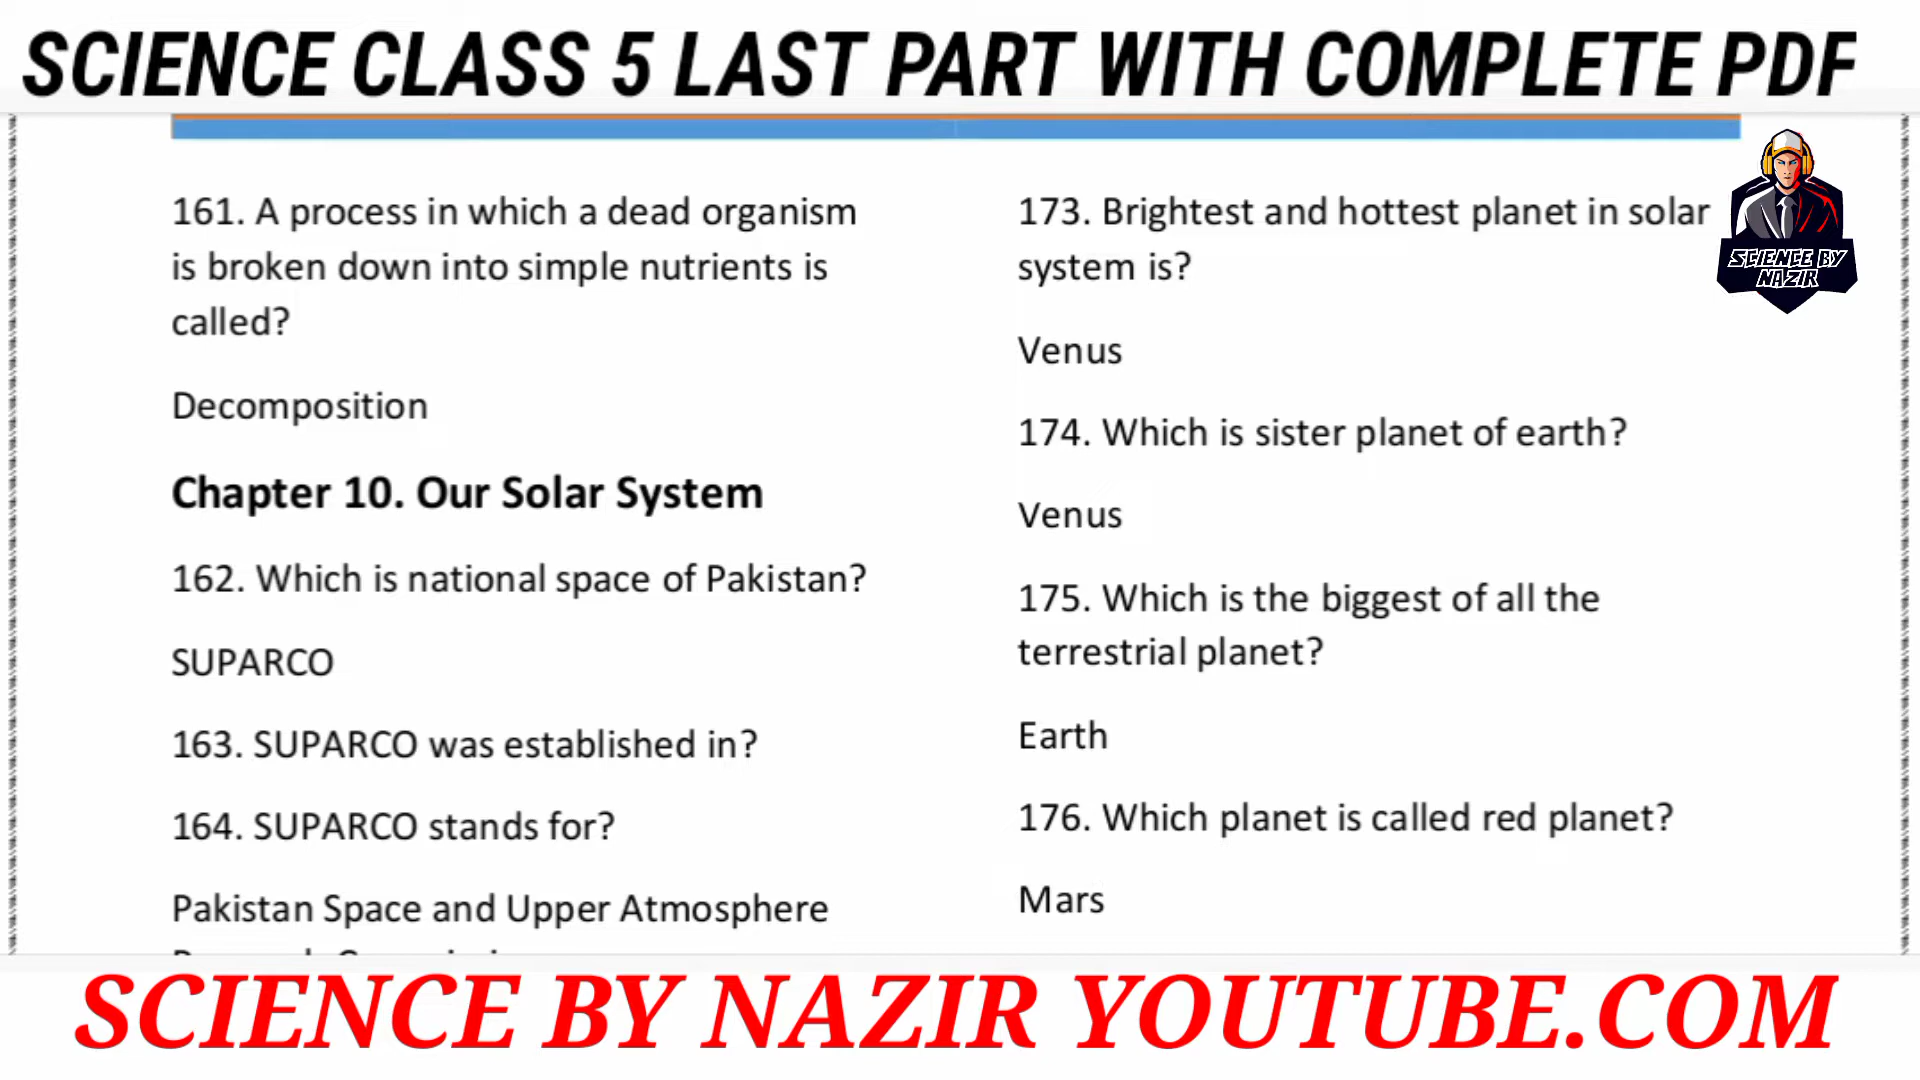 SCIENCE CLASS 5 LAST PART WITH COMPLETE PDF
161. A process in which a dead organism
is broken down into simple nutrients is
called?
Decomposition
Chapter 10. Our Solar System
162. Which is national space of Pakistan?
SUPARCO
163. SUPARCO was established in?
164. SUPARCO stands for?
Pakistan Space and Upper Atmosphere
173. Brightest and hottest planet in solar
system is?
Venus
174. Which is sister planet of earth?
Venus
175. Which is the biggest of all the
terrestrial planet?
Earth
176. Which planet is called red planet?
Mars
SCIENCE BY
NAZIR
SCIENCE BY NAZIR YOUTUBE.COM